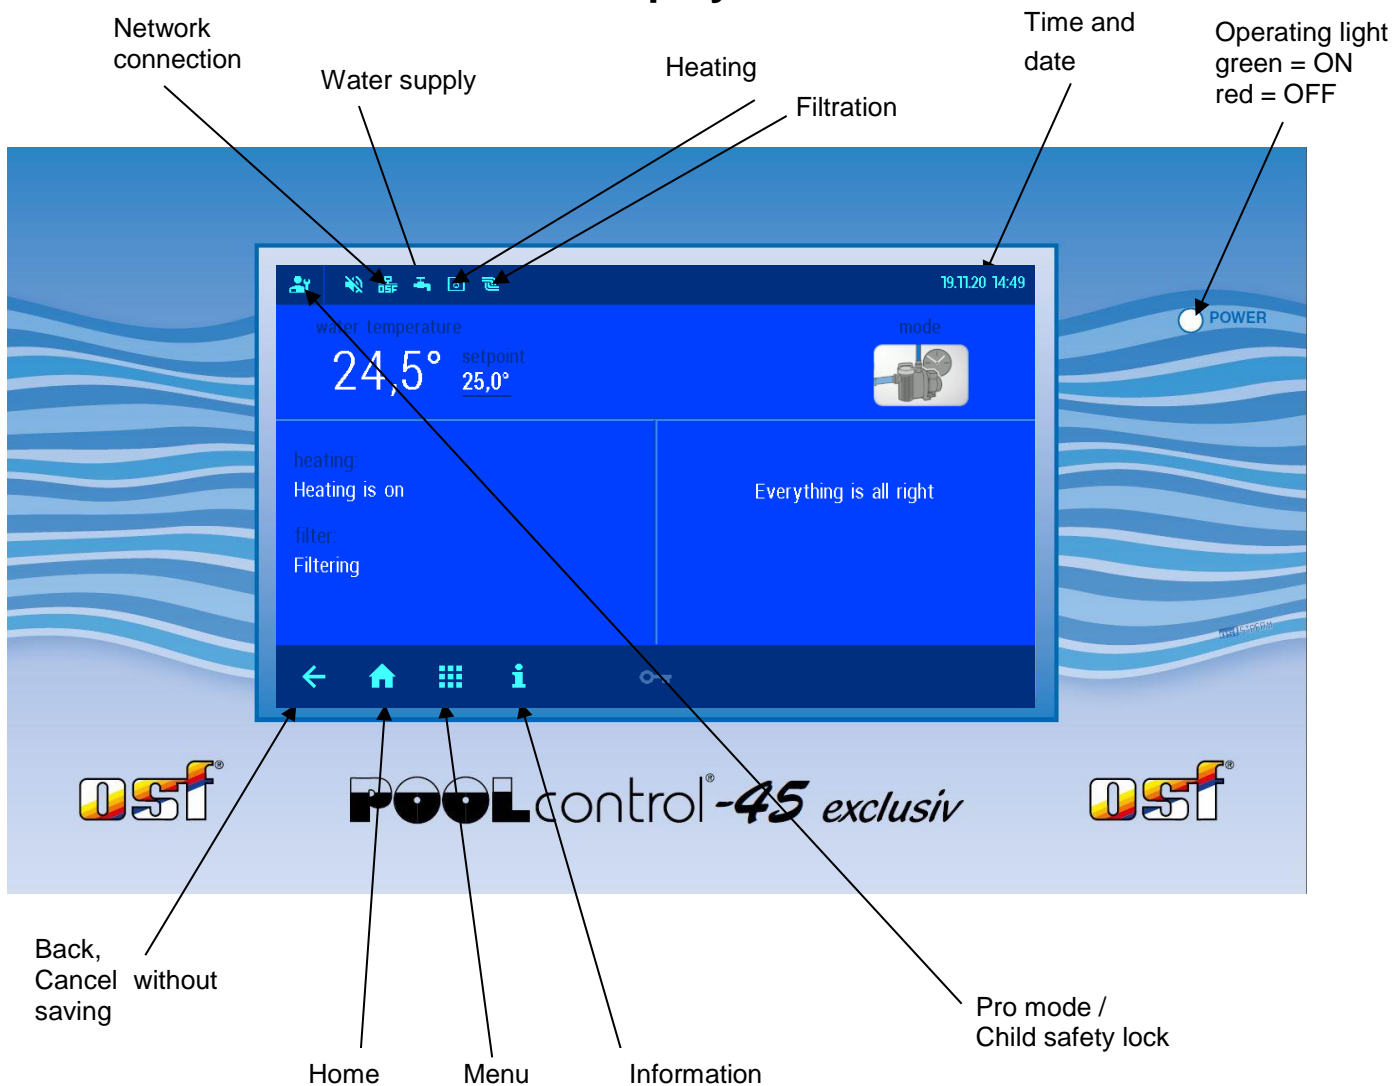 Network
connection
Water supply
Heating
Filtration
Time and
date
Operating light
green = ON
red = OFF
OSF
19.11.20 14:49
POWER
water temperature
24,5°
setpoint
25,0°
mode
heating:
Heating is on
filter:
Filtering
Everything is all right
osf®
POOLcontrol®-45 exclusiv
osf®
Back,
Cancel without
saving
Pro mode /
Child safety lock
Home
Menu
Information